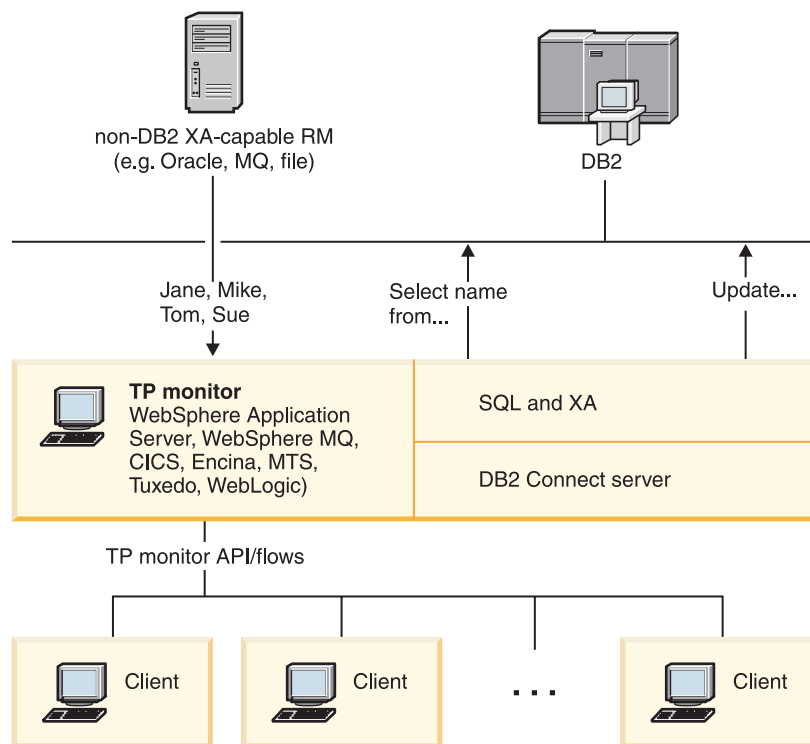 non-DB2 XA-capable RM
(e.g. Oracle, MQ, file)
DB2
Jane, Mike,
Tom, Sue
Select name
from...
Update...
TP monitor
WebSphere Application
Server, WebSphere MQ,
CICS, Encina, MTS,
Tuxedo, WebLogic)
SQL and XA
DB2 Connect server
TP monitor API/flows
Client
Client
...
Client